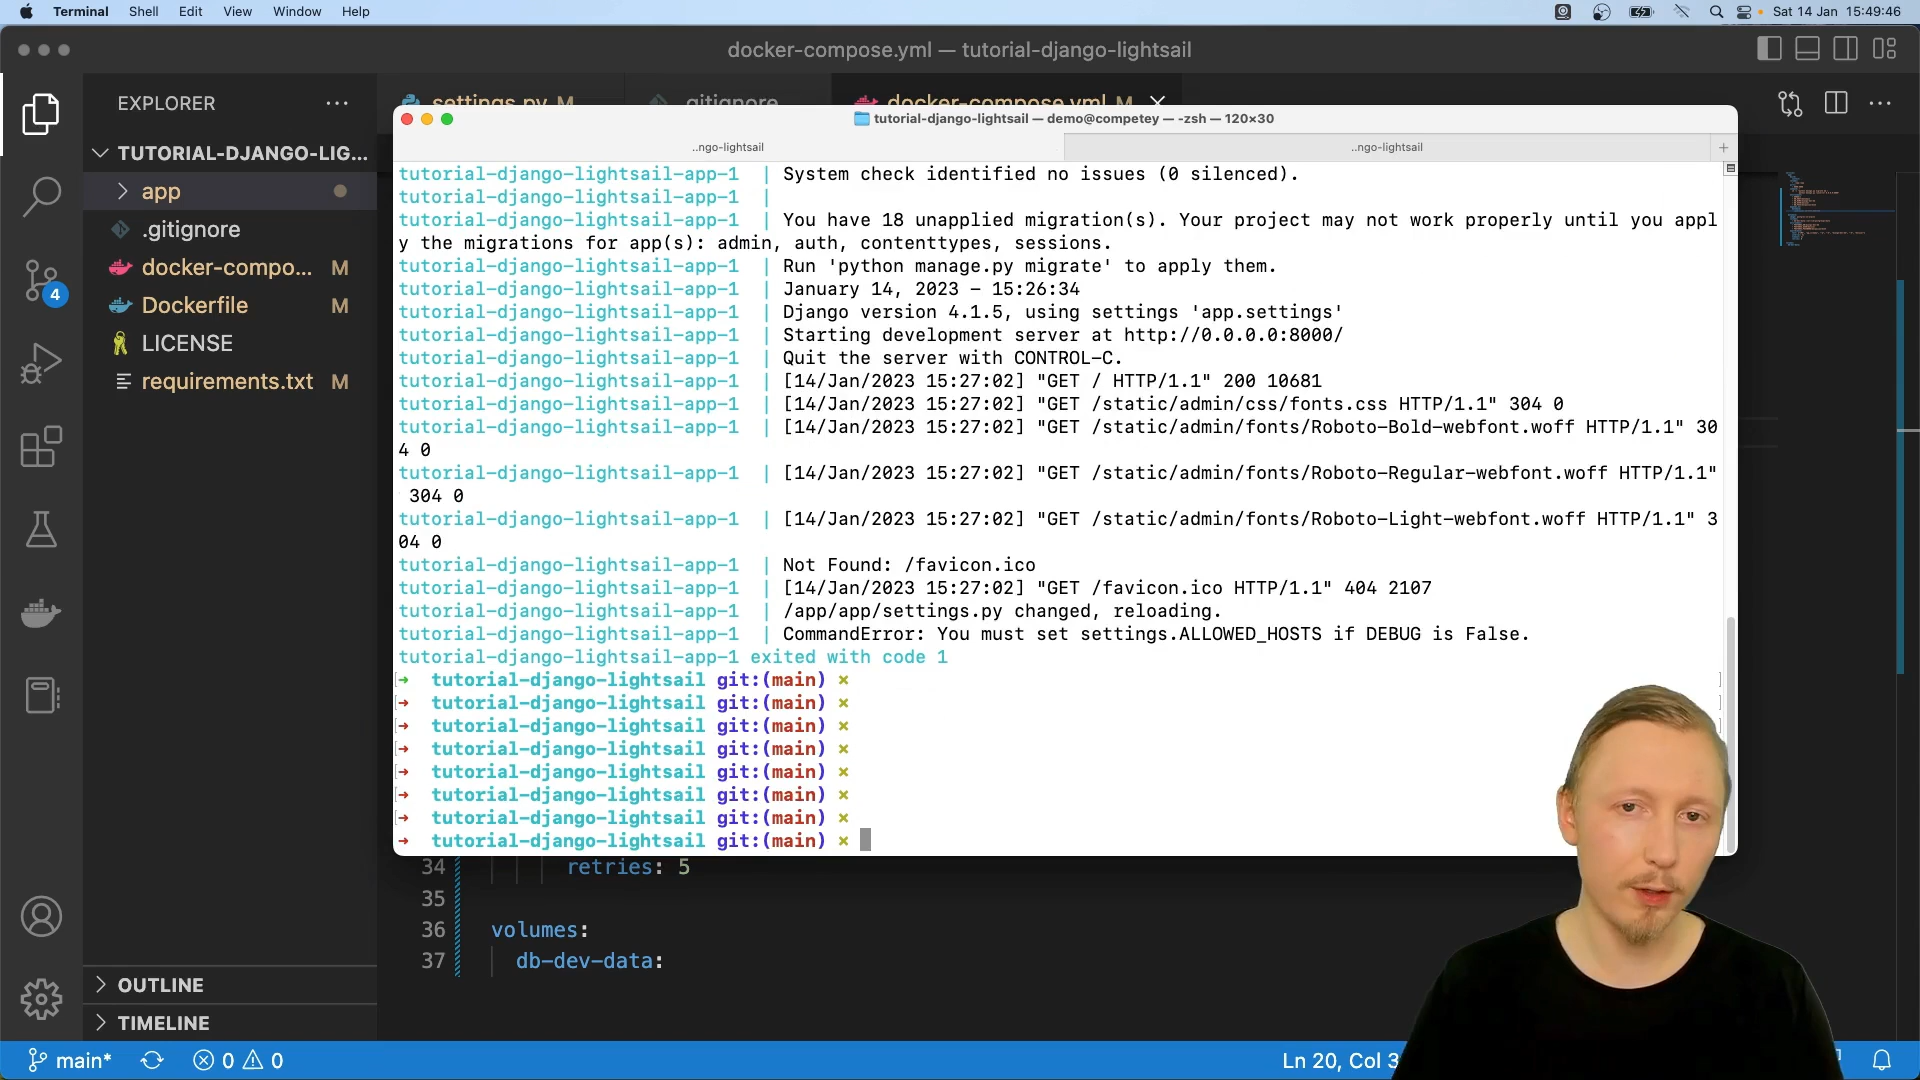 Terminal Shell Edit View Window Help Sat 14 Jan 15:49:46
docker-compose.yml — tutorial-django-lightsail
EXPLORER
settings.py M
.gitignore
docker-compose.yml M
TUTORIAL-DJANGO-LIG...
app
.gitignore
docker-compo... M
Dockerfile M
LICENSE
requirements.txt M
4
OUTLINE
TIMELINE
tutorial-django-lightsail — demo@competey — -zsh — 120×30
..ngo-lightsail
..ngo-lightsail
tutorial-django-lightsail-app-1 | System check identified no issues (0 silenced).
tutorial-django-lightsail-app-1 |
tutorial-django-lightsail-app-1 | You have 18 unapplied migration(s). Your project may not work properly until you appl
y the migrations for app(s): admin, auth, contenttypes, sessions.
tutorial-django-lightsail-app-1 | Run 'python manage.py migrate' to apply them.
tutorial-django-lightsail-app-1 | January 14, 2023 – 15:26:34
tutorial-django-lightsail-app-1 | Django version 4.1.5, using settings 'app.settings'
tutorial-django-lightsail-app-1 | Starting development server at http://0.0.0.0:8000/
tutorial-django-lightsail-app-1 | Quit the server with CONTROL-C.
tutorial-django-lightsail-app-1 | [14/Jan/2023 15:27:02] "GET / HTTP/1.1" 200 10681
tutorial-django-lightsail-app-1 | [14/Jan/2023 15:27:02] "GET /static/admin/css/fonts.css HTTP/1.1" 304 0
tutorial-django-lightsail-app-1 | [14/Jan/2023 15:27:02] "GET /static/admin/fonts/Roboto-Bold-webfont.woff HTTP/1.1" 30
4 0
tutorial-django-lightsail-app-1 | [14/Jan/2023 15:27:02] "GET /static/admin/fonts/Roboto-Regular-webfont.woff HTTP/1.1"
304 0
tutorial-django-lightsail-app-1 | [14/Jan/2023 15:27:02] "GET /static/admin/fonts/Roboto-Light-webfont.woff HTTP/1.1" 3
04 0
tutorial-django-lightsail-app-1 | Not Found: /favicon.ico
tutorial-django-lightsail-app-1 | [14/Jan/2023 15:27:02] "GET /favicon.ico HTTP/1.1" 404 2107
tutorial-django-lightsail-app-1 | /app/app/settings.py changed, reloading.
tutorial-django-lightsail-app-1 | CommandError: You must set settings.ALLOWED_HOSTS if DEBUG is False.
tutorial-django-lightsail-app-1 exited with code 1
[➜ tutorial-django-lightsail git:(main) ✗ ]
[➜ tutorial-django-lightsail git:(main) ✗ ]
[➜ tutorial-django-lightsail git:(main) ✗ ]
[➜ tutorial-django-lightsail git:(main) ✗
[➜ tutorial-django-lightsail git:(main) ✗
[➜ tutorial-django-lightsail git:(main) ✗
[➜ tutorial-django-lightsail git:(main) ✗
➜ tutorial-django-lightsail git:(main) ✗
34 retries: 5
35
36 volumes:
37 db-dev-data:
main* 0 0 Ln 20, Col 3